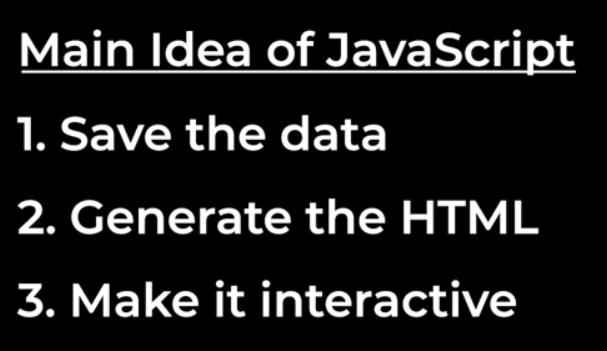 Main Idea of JavaScript
1. Save the data
2. Generate the HTML
3. Make it interactive